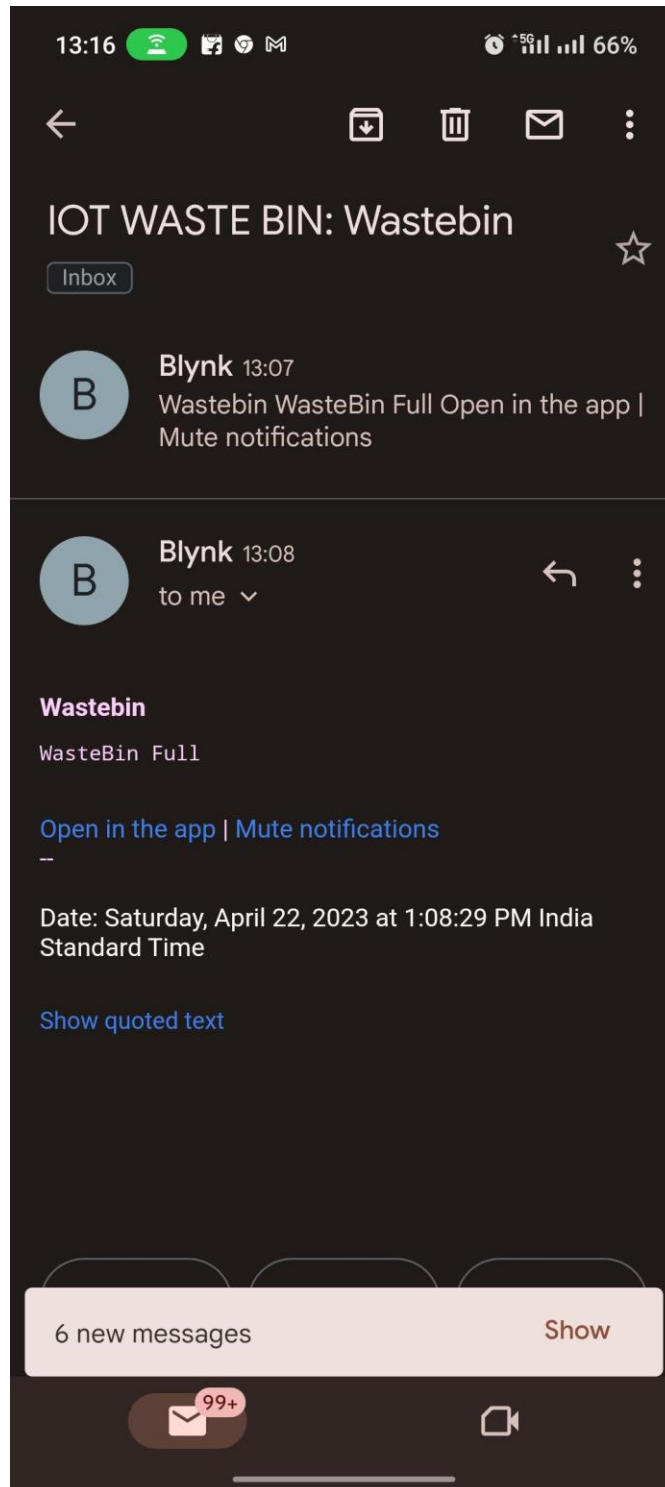 13:16 5G 66%
IOT WASTE BIN: Wastebin
Inbox
B
Blynk 13:07
Wastebin WasteBin Full Open in the app |
Mute notifications
B
Blynk 13:08
to me
Wastebin
WasteBin Full
Open in the app | Mute notifications
--
Date: Saturday, April 22, 2023 at 1:08:29 PM India
Standard Time
Show quoted text
6 new messages Show
99+